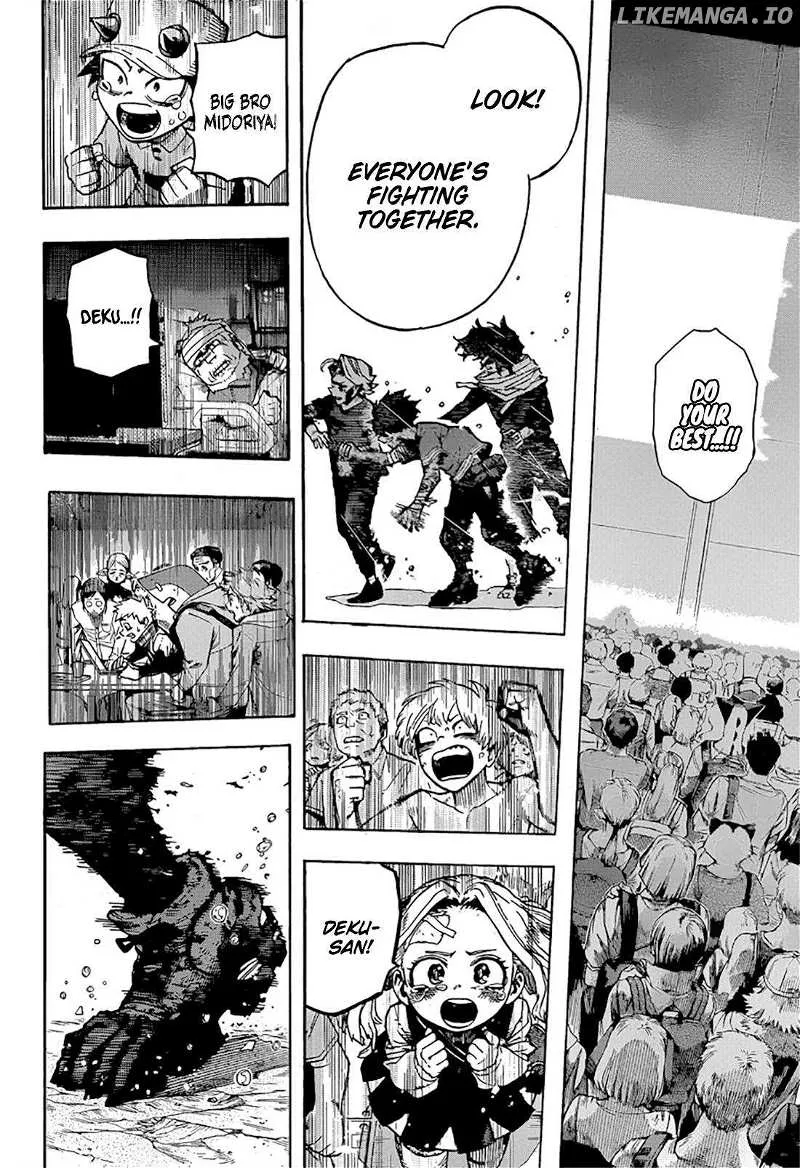 LIKEMANGA.IO
DO
YOUR
BEST...!!
LOOK!
EVERYONE'S
FIGHTING
TOGETHER.
DEKU-
SAN!
BIG BRO
MIDORIYA!
DEKU...!!